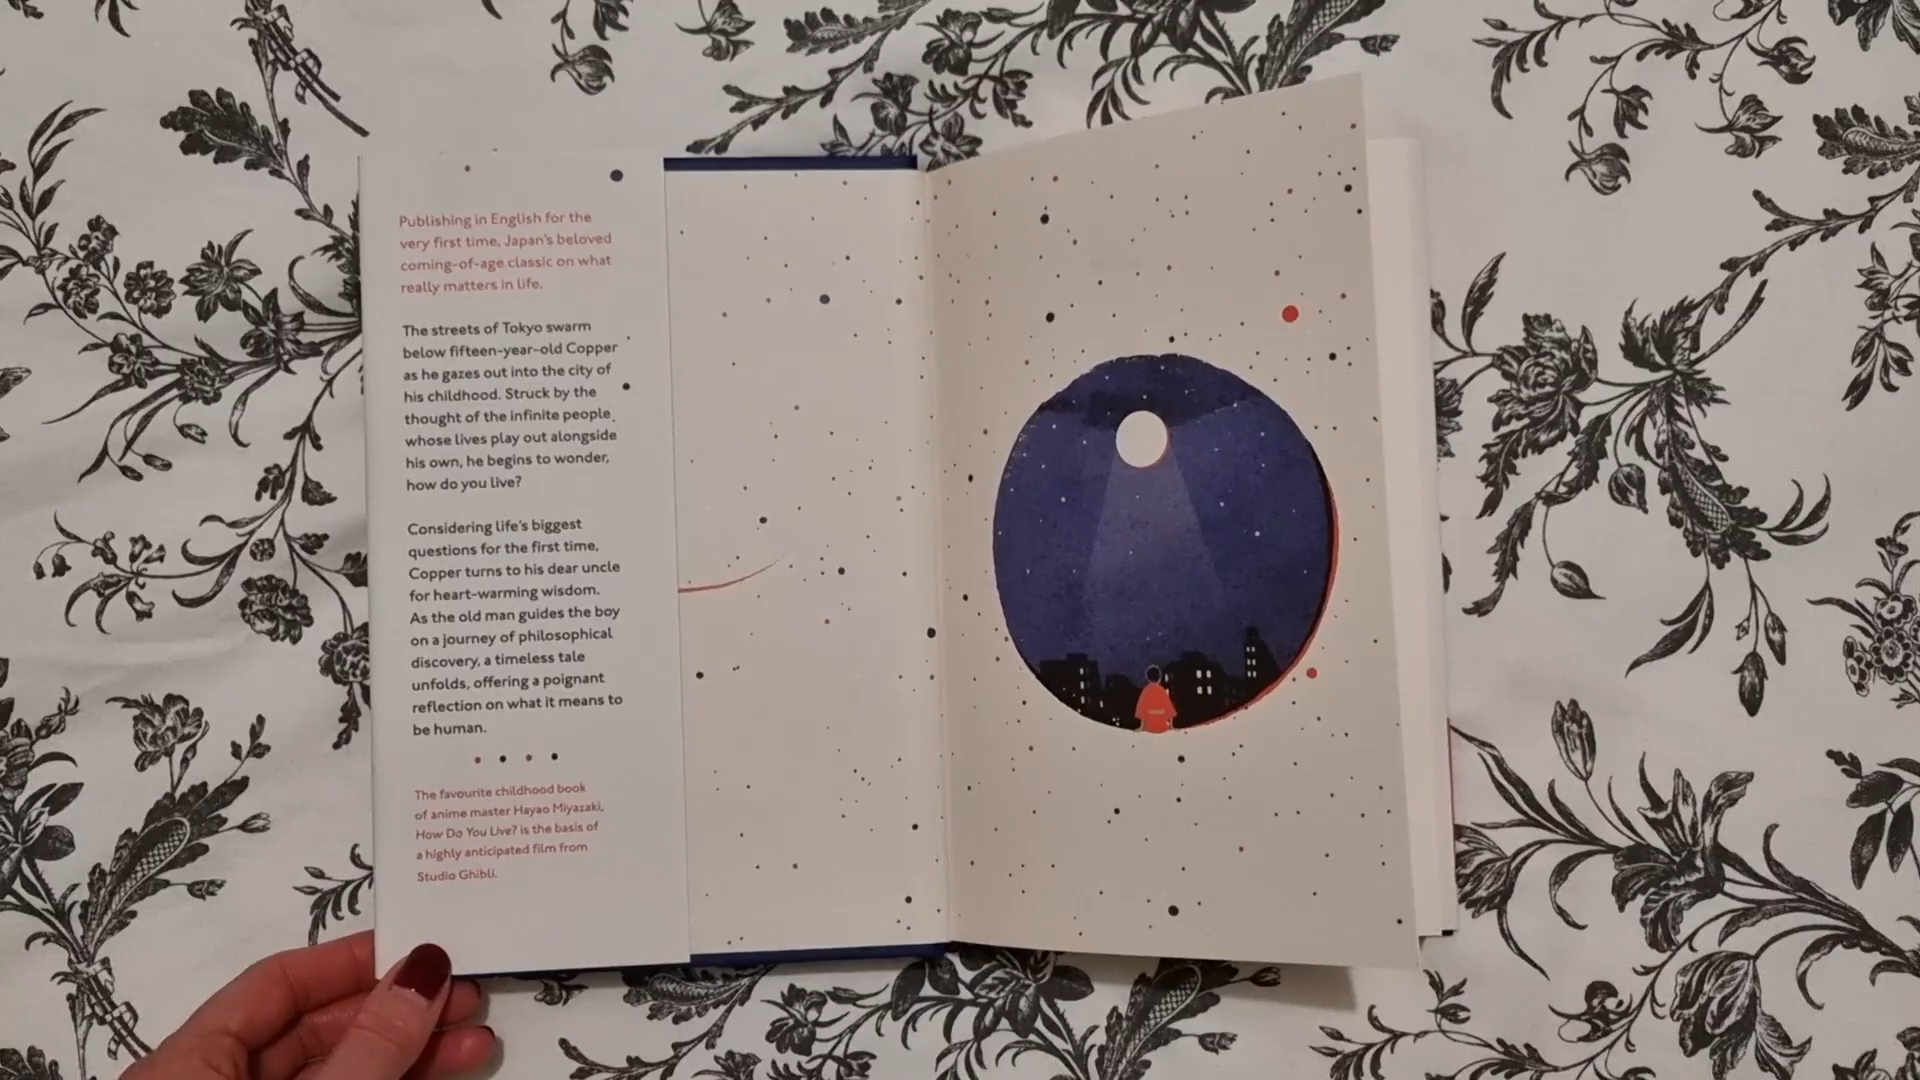 Publishing in English for the
very first time, Japan's beloved
coming-of-age classic on what
really matters in life.
The streets of Tokyo swarm
below fifteen-year-old Copper
as he gazes out into the city of
his childhood. Struck by the
thought of the infinite people
whose lives play out alongside
his own, he begins to wonder,
how do you live?
Considering life's biggest
questions for the first time,
Copper turns to his dear uncle
for heart-warming wisdom.
As the old man guides the boy
on a journey of philosophical
discovery, a timeless tale
unfolds, offering a poignant
reflection on what it means to
be human.
The favourite childhood book
of anime master Hayao Miyazaki,
How Do You Live? is the basis of
a highly anticipated film from
Studio Ghibli.